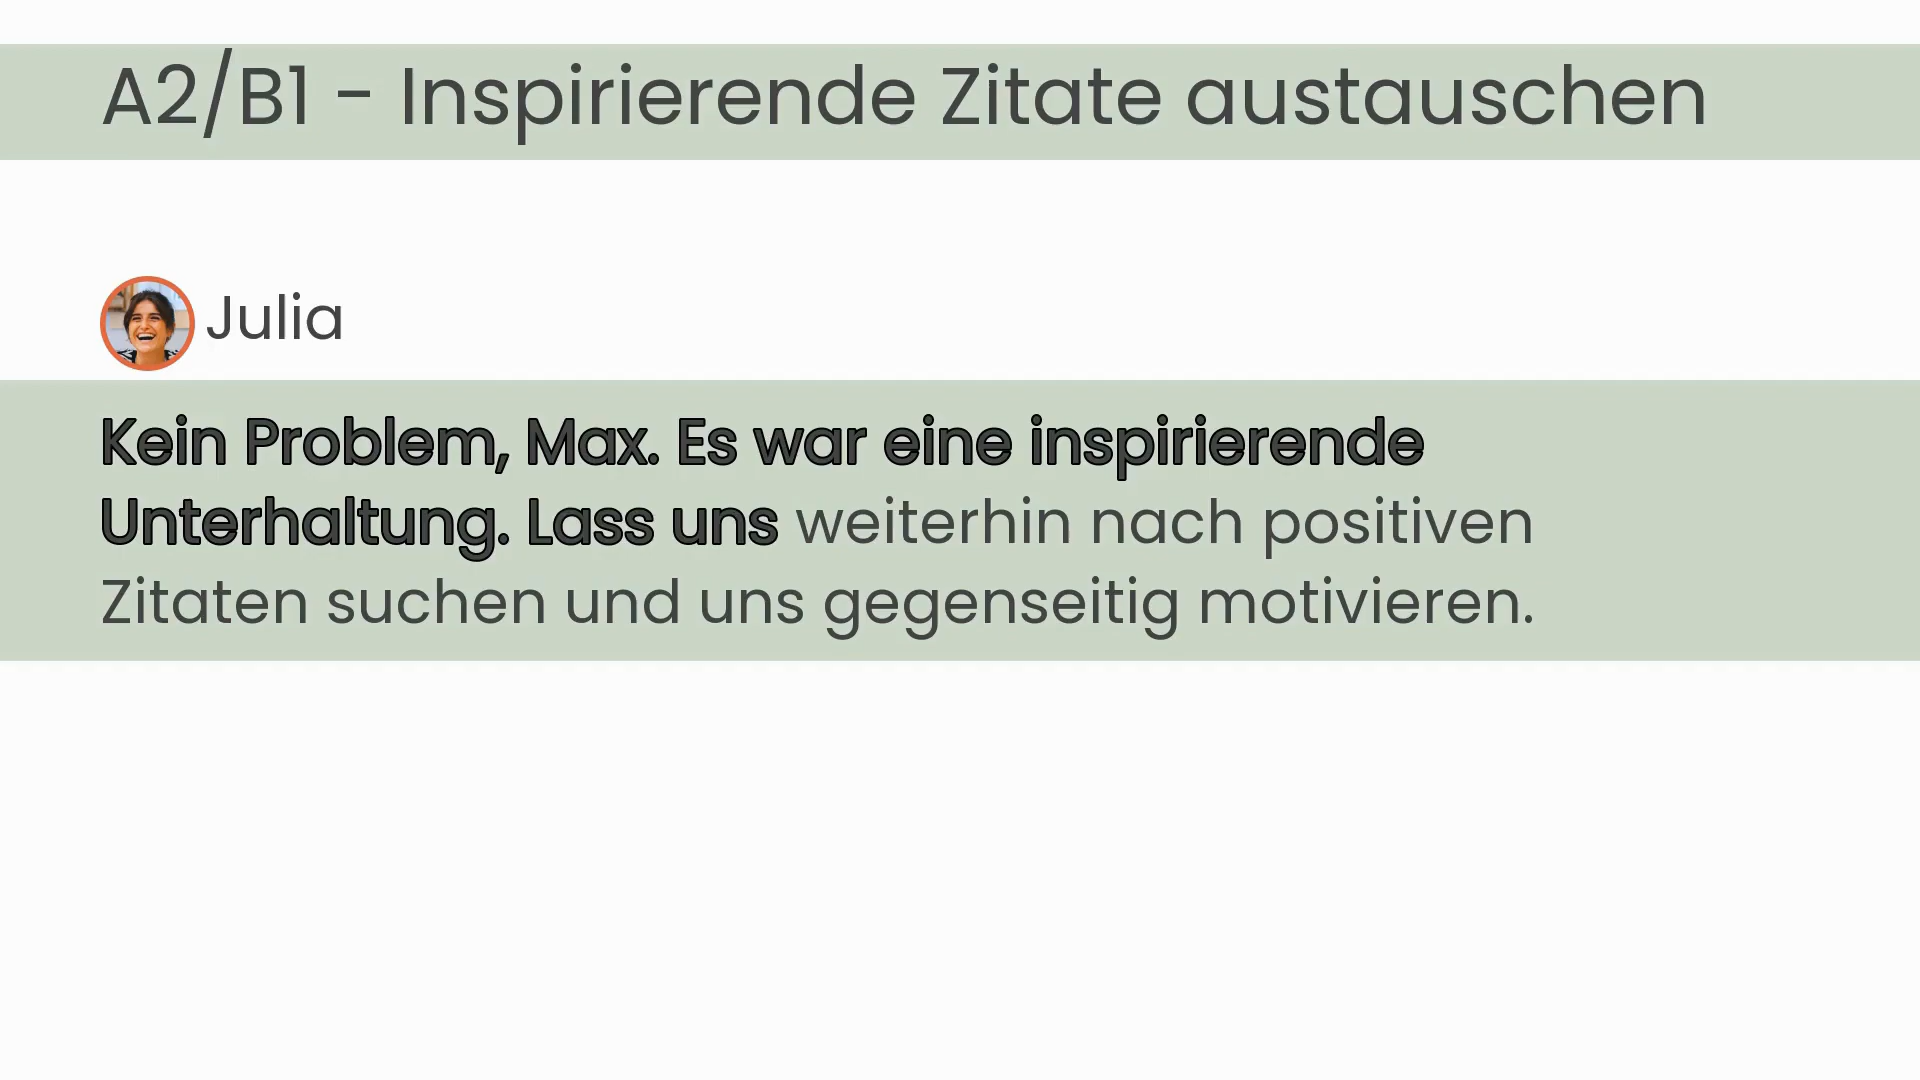 A2/B1 - Inspirierende Zitate austauschen
Julia
Kein Problem, Max. Es war eine inspirierende
Unterhaltung. Lass uns weiterhin nach positiven
Zitaten suchen und uns gegenseitig motivieren.